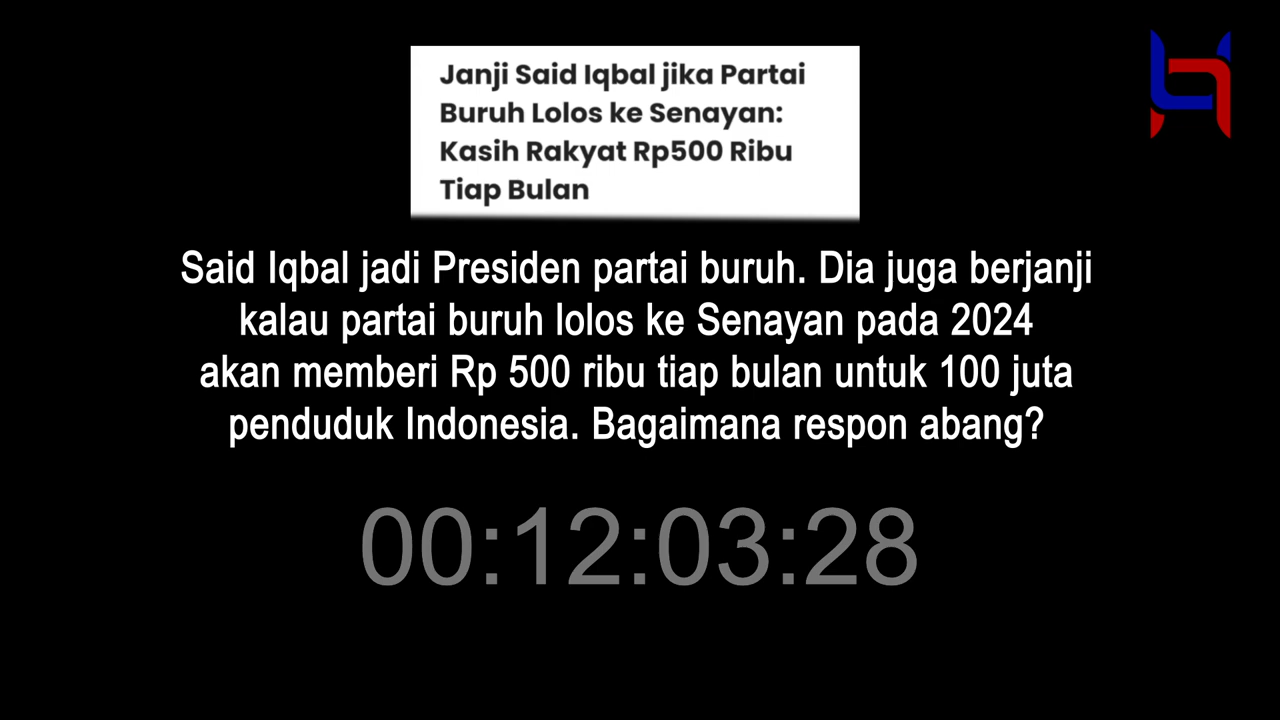 Janji Said Iqbal jika Partai
Buruh Lolos ke Senayan:
Kasih Rakyat Rp500 Ribu
Tiap Bulan
Said Iqbal jadi Presiden partai buruh. Dia juga berjanji
kalau partai buruh lolos ke Senayan pada 2024
akan memberi Rp 500 ribu tiap bulan untuk 100 juta
penduduk Indonesia. Bagaimana respon abang?
00:12:03:28